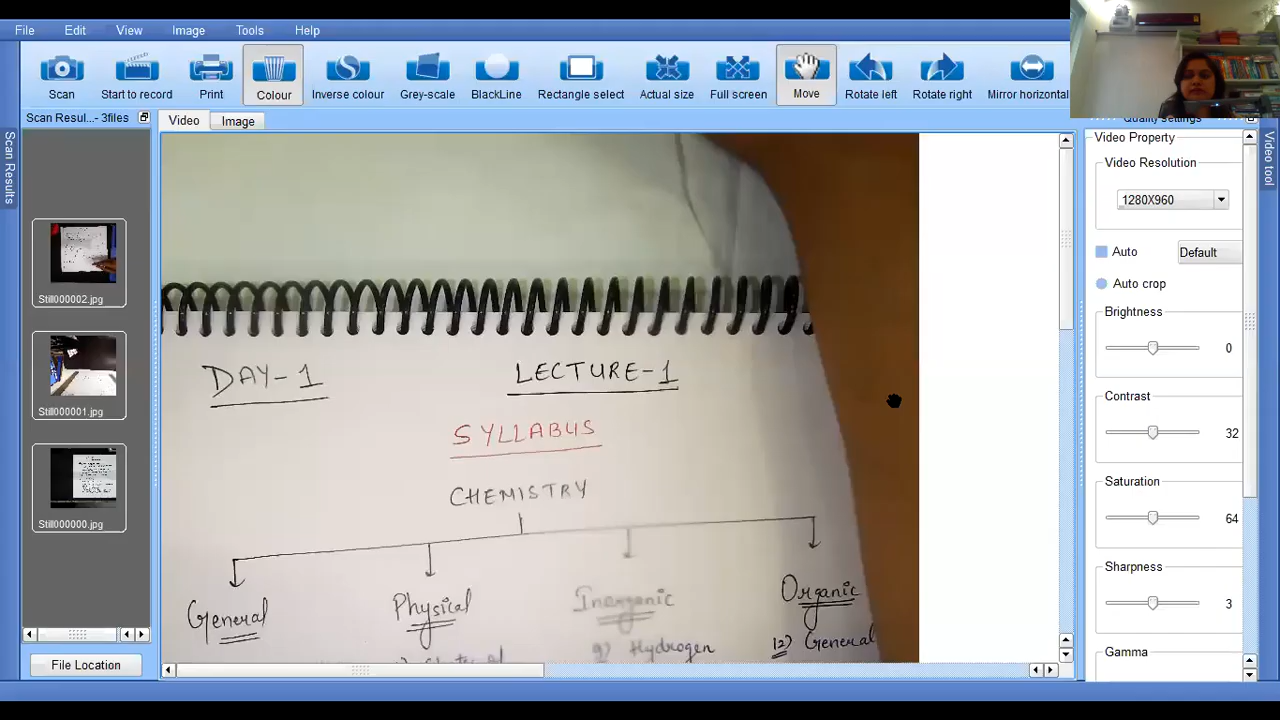 File Edit View Image Tools Help
Scan Start to record Print Colour Inverse colour Grey-scale BlackLine Rectangle select Actual size Full screen Move Rotate left Rotate right Mirror horizontal
Scan Resul...- 3files
Video Image
Quality settings
Scan Results
Video tool
Still000002.jpg
Still000001.jpg
Still000000.jpg
File Location
DAY-1 LECTURE-1
SYLLABUS
CHEMISTRY
General Physical Inorganic Organic
9) Hydrogen 12) General
Video Property
Video Resolution
1280X960
Auto Default
Auto crop
Brightness
0
Contrast
32
Saturation
64
Sharpness
3
Gamma